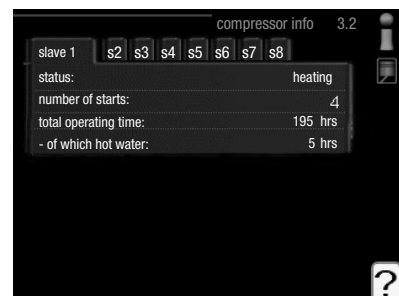 compressor info 3.2
slave 1 s2 s3 s4 s5 s6 s7 s8
status: heating
number of starts: 4
total operating time: 195 hrs
- of which hot water: 5 hrs
?